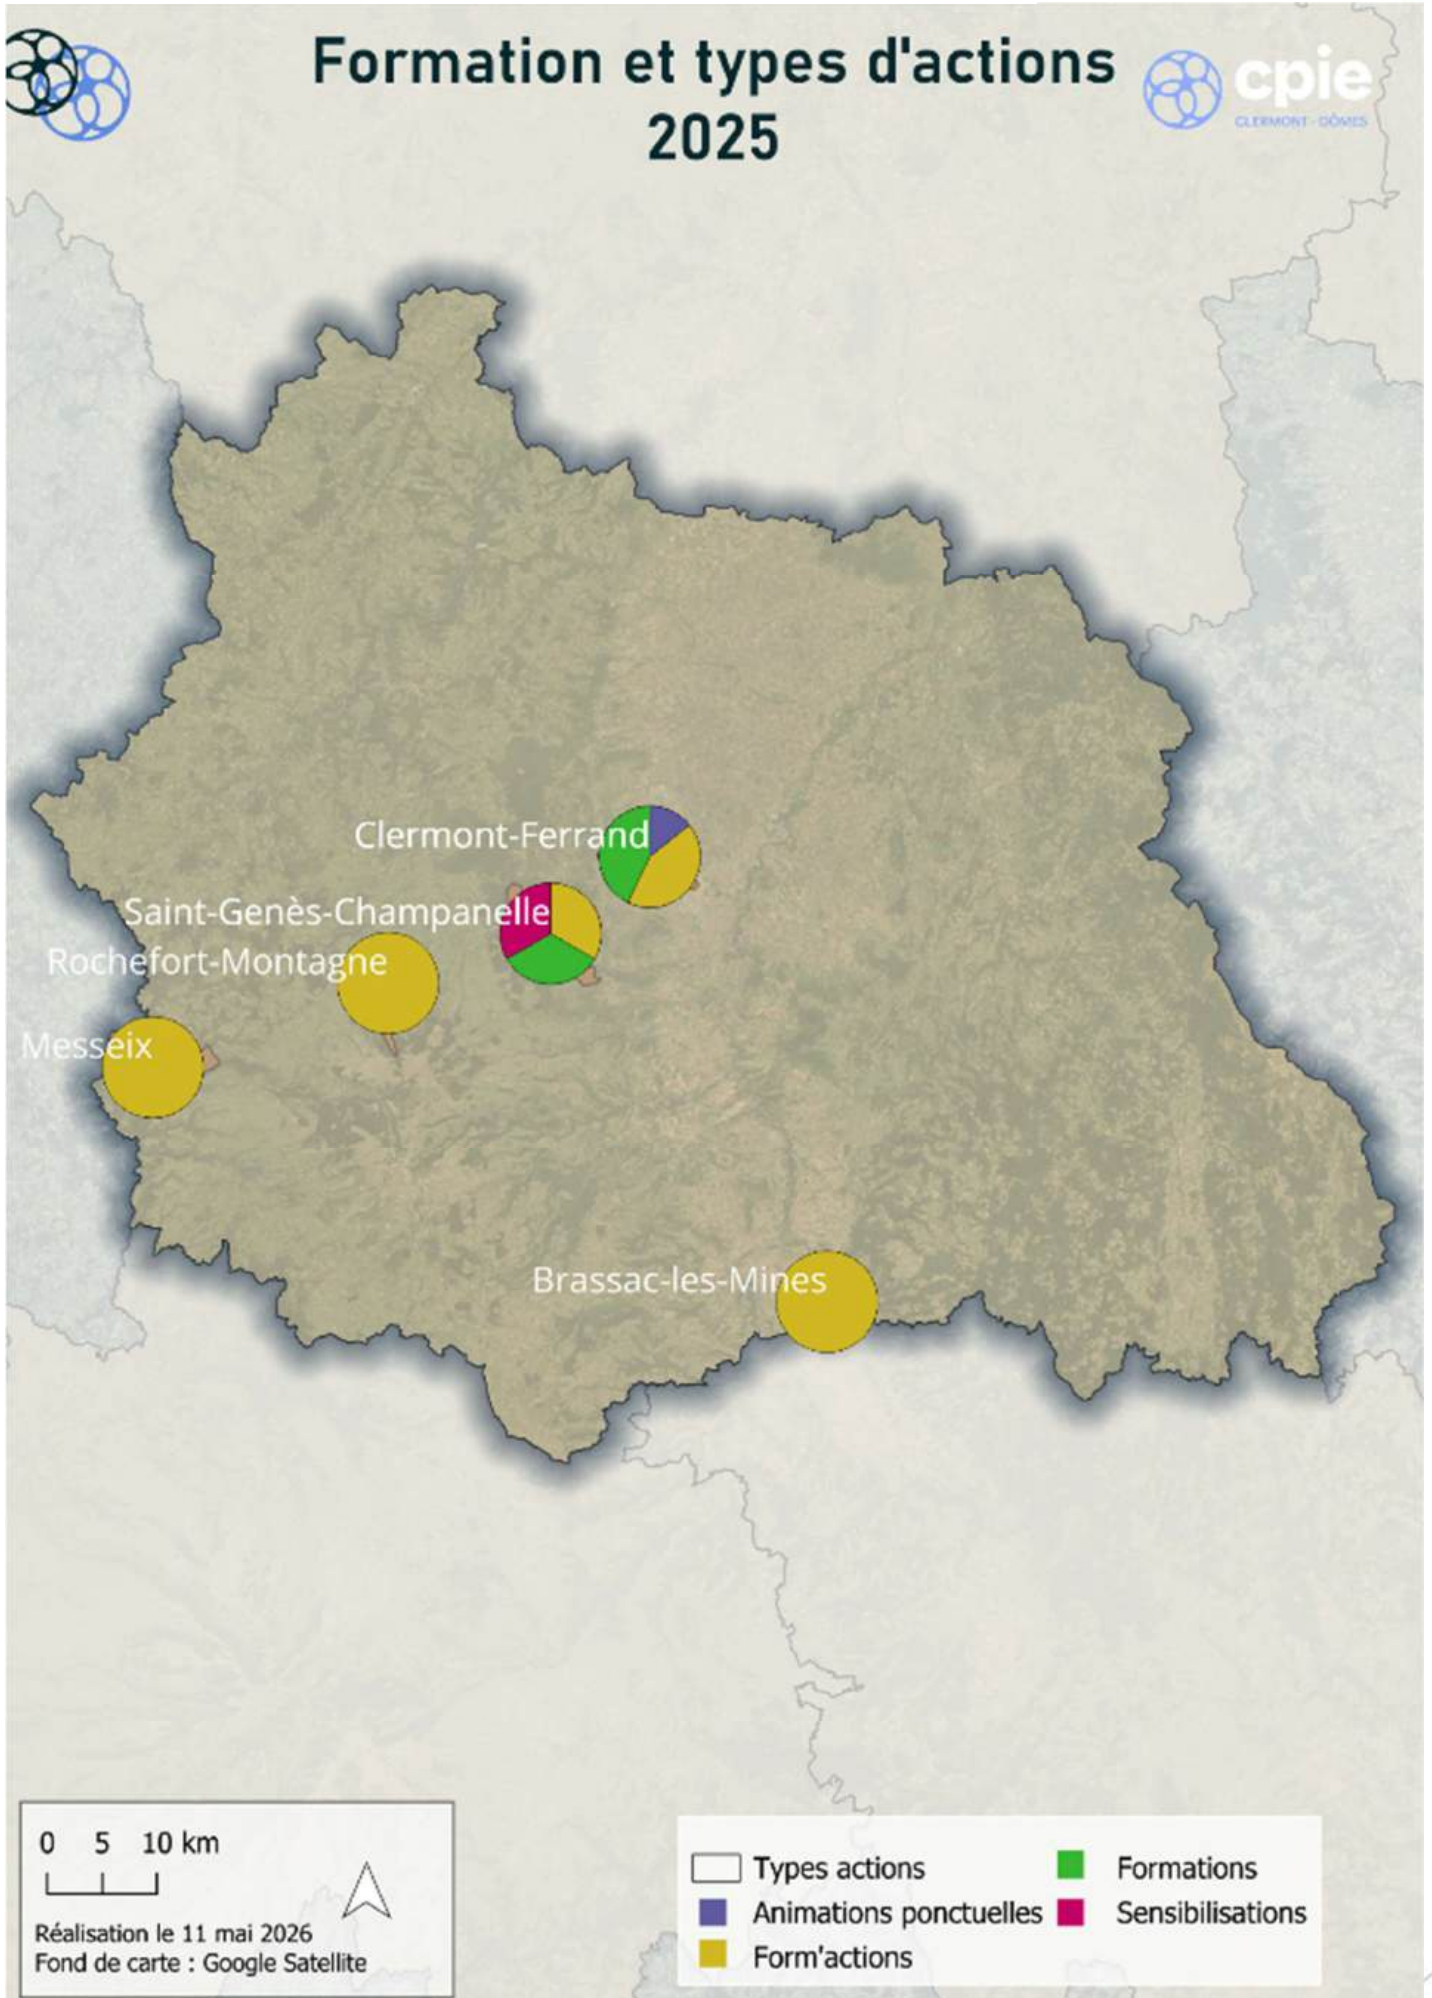 Formation et types d'actions
2025
cpie
CLERMONT - DÔMES
Clermont-Ferrand
Saint-Genès-Champanelle
Rochefort-Montagne
Messeix
Brassac-les-Mines
0 5 10 km
Réalisation le 11 mai 2026
Fond de carte : Google Satellite
Types actions
Animations ponctuelles
Form'actions
Formations
Sensibilisations